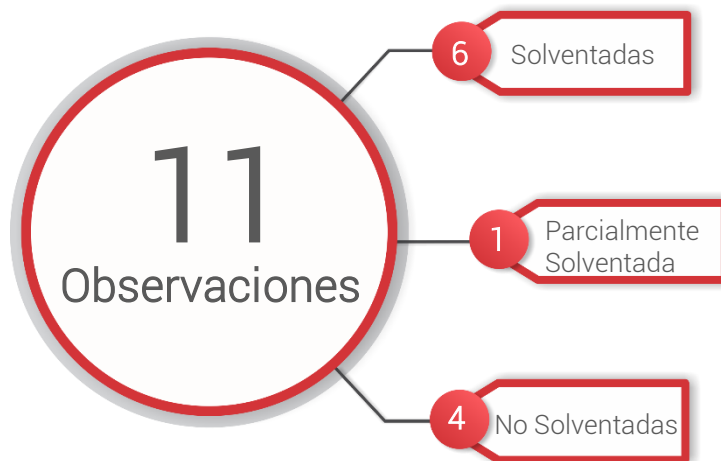 11
Observaciones
6
Solventadas
1
Parcialmente
Solventada
4
No Solventadas